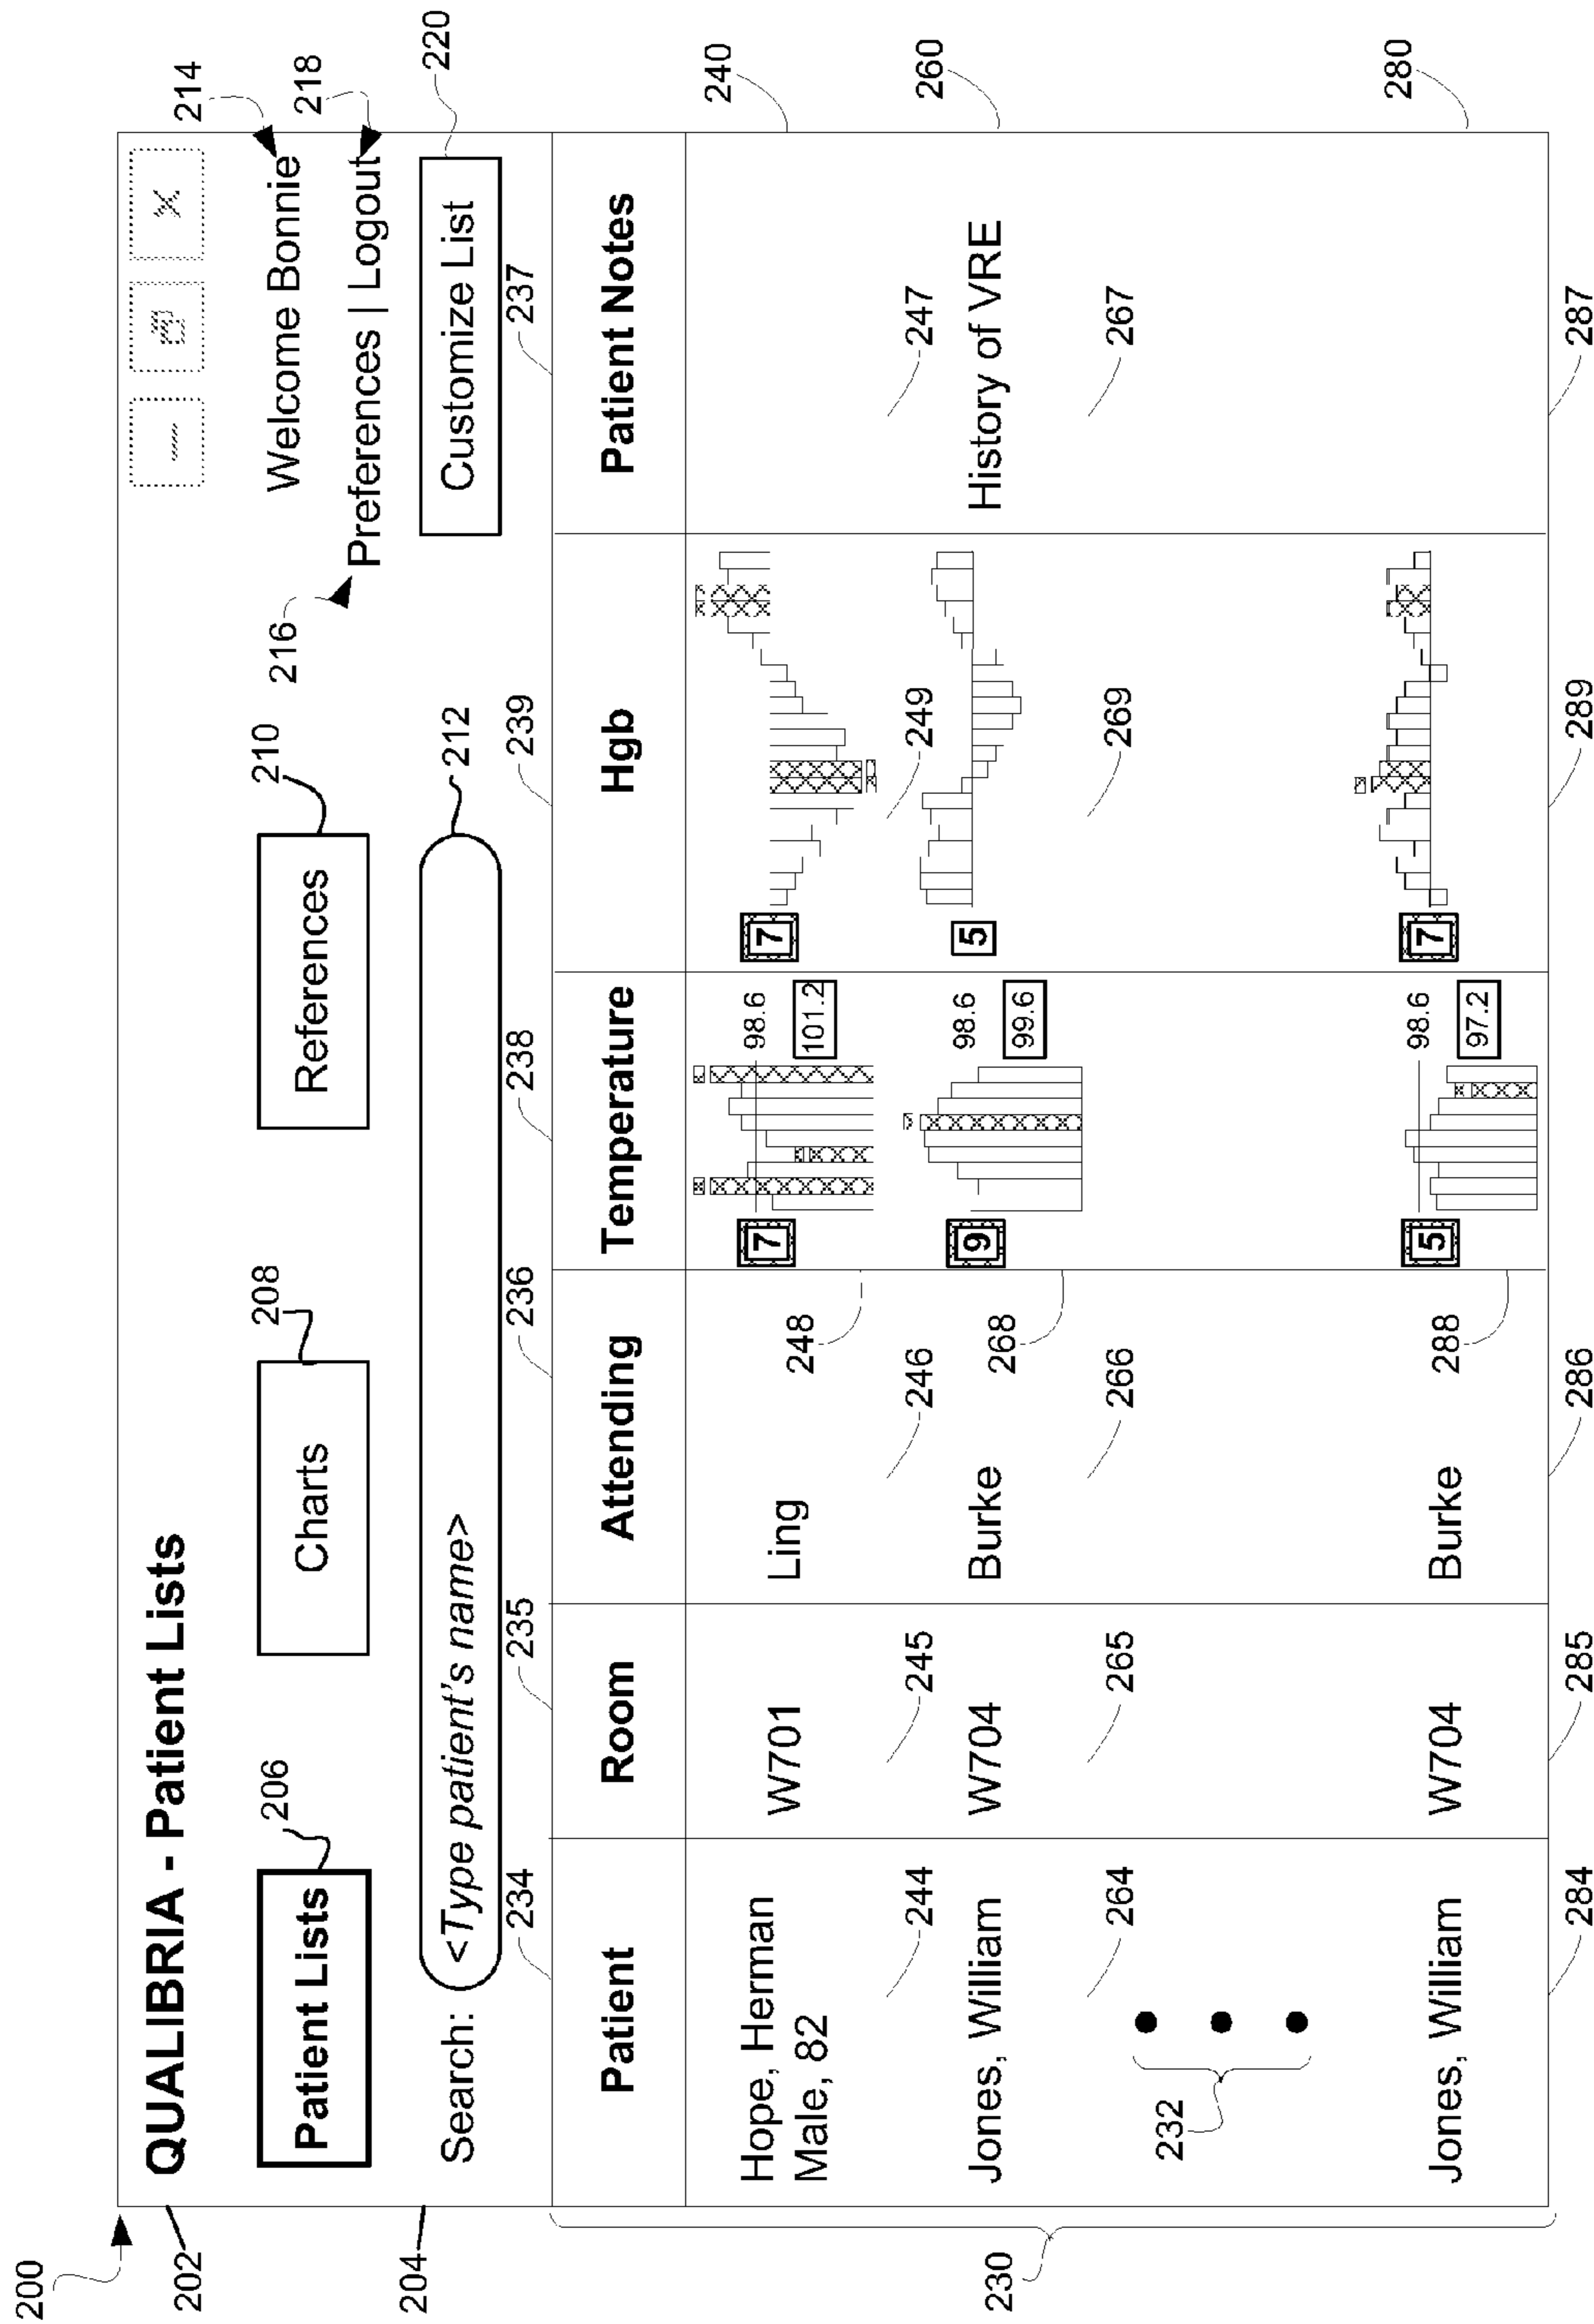 200
202
QUALIBRIA - Patient Lists
X
214
Welcome Bonnie
206
Patient Lists
208
Charts
210
References
216
Preferences | Logout
218
204
Search:
<Type patient's name>
212
Customize List
220
234
235
236
238
239
237
Patient
Room
Attending
Temperature
Hgb
Patient Notes
230
Hope, Herman
Male, 82
W701
Ling
7
98.6
101.2
7
240
244
245
246
248
249
247
Jones, William
W704
Burke
9
98.6
99.6
5
History of VRE
260
264
265
266
268
269
267
232
Jones, William
W704
Burke
5
98.6
97.2
7
280
284
285
286
288
289
287